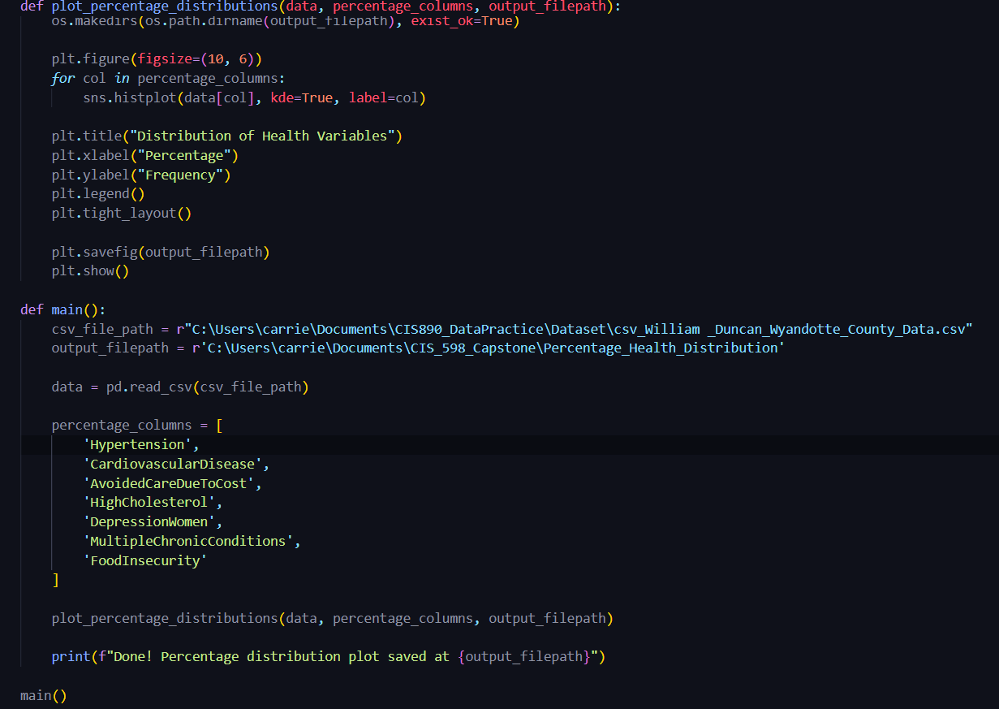 def plot_percentage_distributions(data, percentage_columns, output_filepath):
    os.makedirs(os.path.dirname(output_filepath), exist_ok=True)
    plt.figure(figsize=(10, 6))
    for col in percentage_columns:
        sns.histplot(data[col], kde=True, label=col)
    plt.title("Distribution of Health Variables")
    plt.xlabel("Percentage")
    plt.ylabel("Frequency")
    plt.legend()
    plt.tight_layout()
    plt.savefig(output_filepath)
    plt.show()
def main():
    csv_file_path = r"C:\Users\carrie\Documents\CIS890_DataPractice\Dataset\csv_William _Duncan_Wyandotte_County_Data.csv"
    output_filepath = r'C:\Users\carrie\Documents\CIS_598_Capstone\Percentage_Health_Distribution'
    data = pd.read_csv(csv_file_path)
    percentage_columns = [
        'Hypertension',
        'CardiovascularDisease',
        'AvoidedCareDueToCost',
        'HighCholesterol',
        'DepressionWomen',
        'MultipleChronicConditions',
        'FoodInsecurity'
    ]
    plot_percentage_distributions(data, percentage_columns, output_filepath)
    print(f"Done! Percentage distribution plot saved at {output_filepath}")
main()